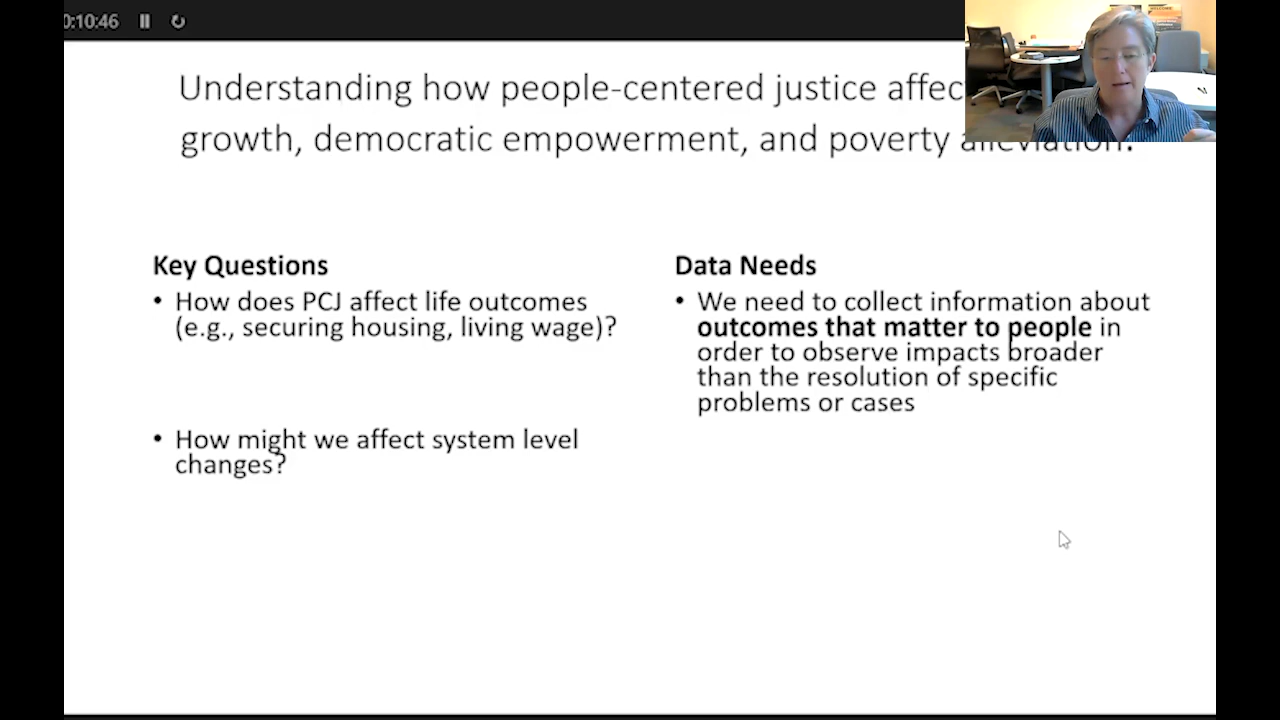 0:10:46
Understanding how people-centered justice affec
growth, democratic empowerment, and poverty alleviation.
Key Questions
• How does PCJ affect life outcomes
(e.g., securing housing, living wage)?
• How might we affect system level
changes?
Data Needs
• We need to collect information about
outcomes that matter to people in
order to observe impacts broader
than the resolution of specific
problems or cases